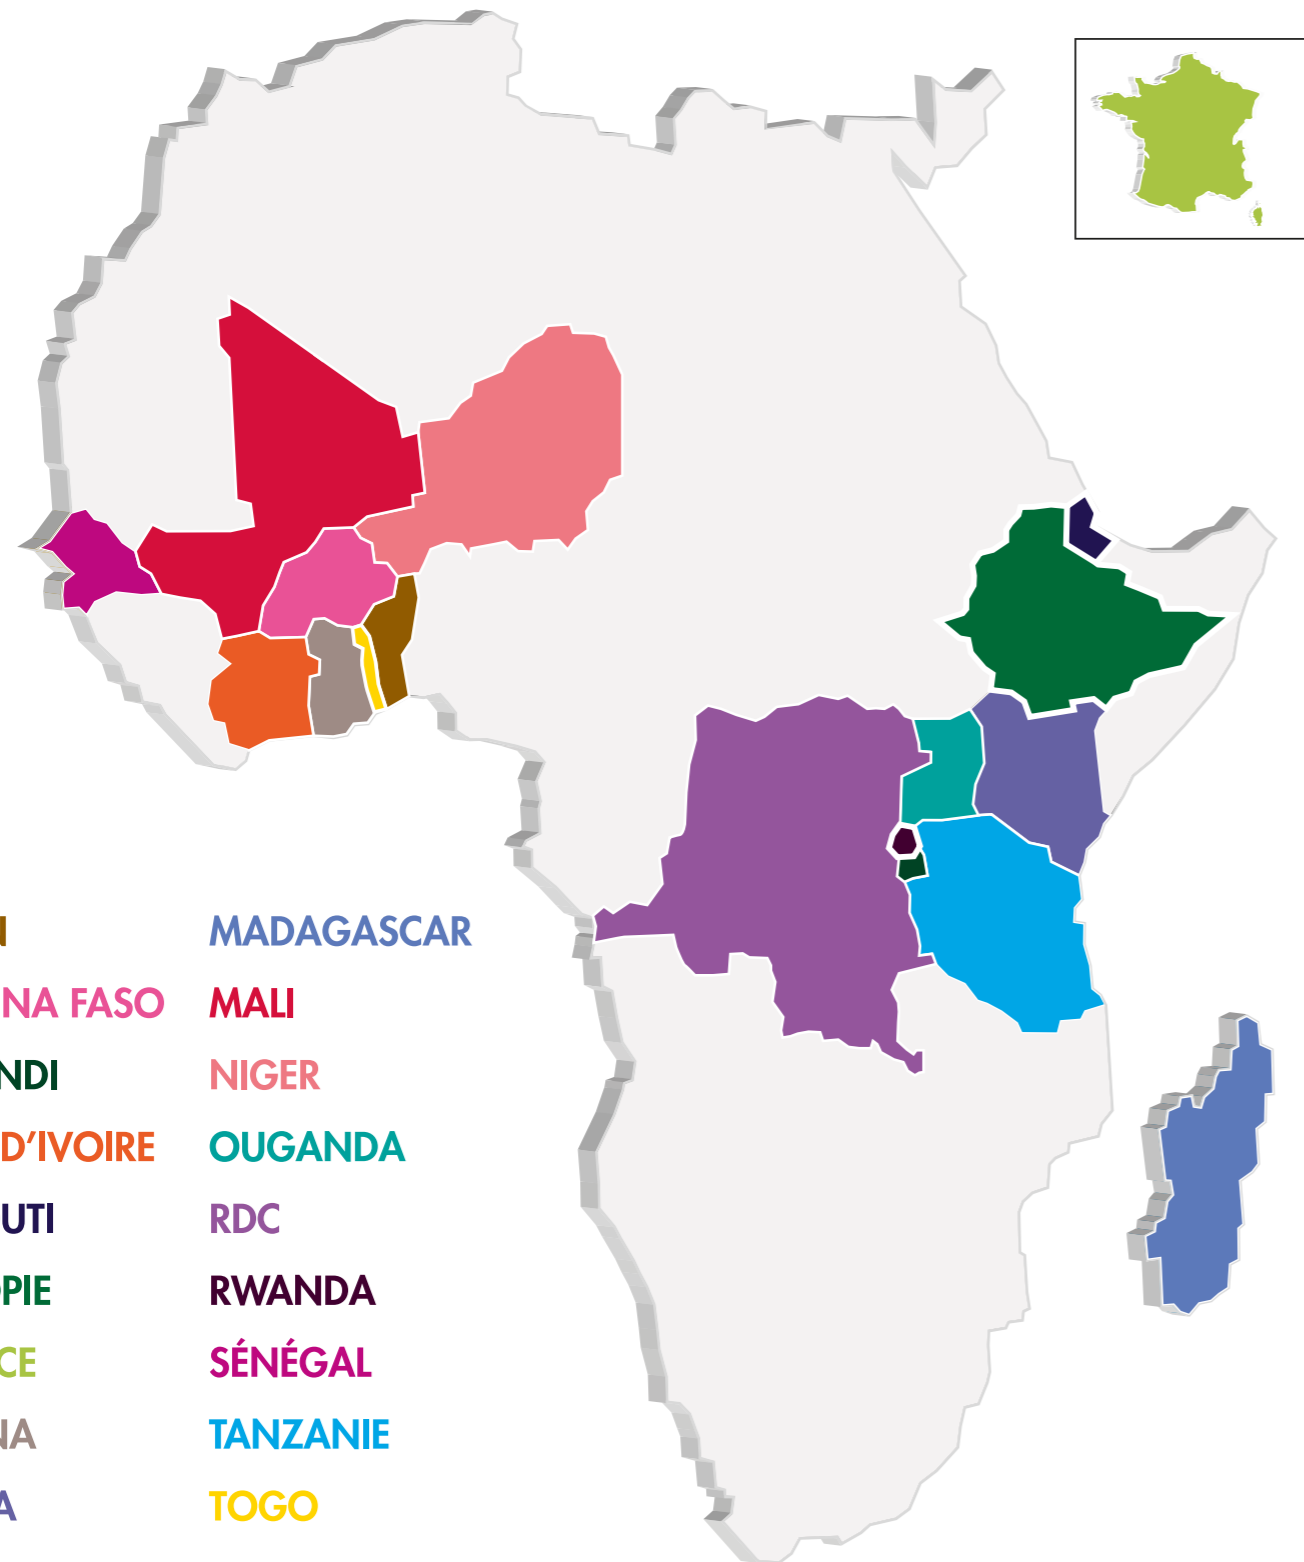 NA FASO
NDI
D'IVOIRE
UTI
PIE
CE
NA
A
MADAGASCAR
MALI
NIGER
OUGANDA
RDC
RWANDA
SÉNÉGAL
TANZANIE
TOGO